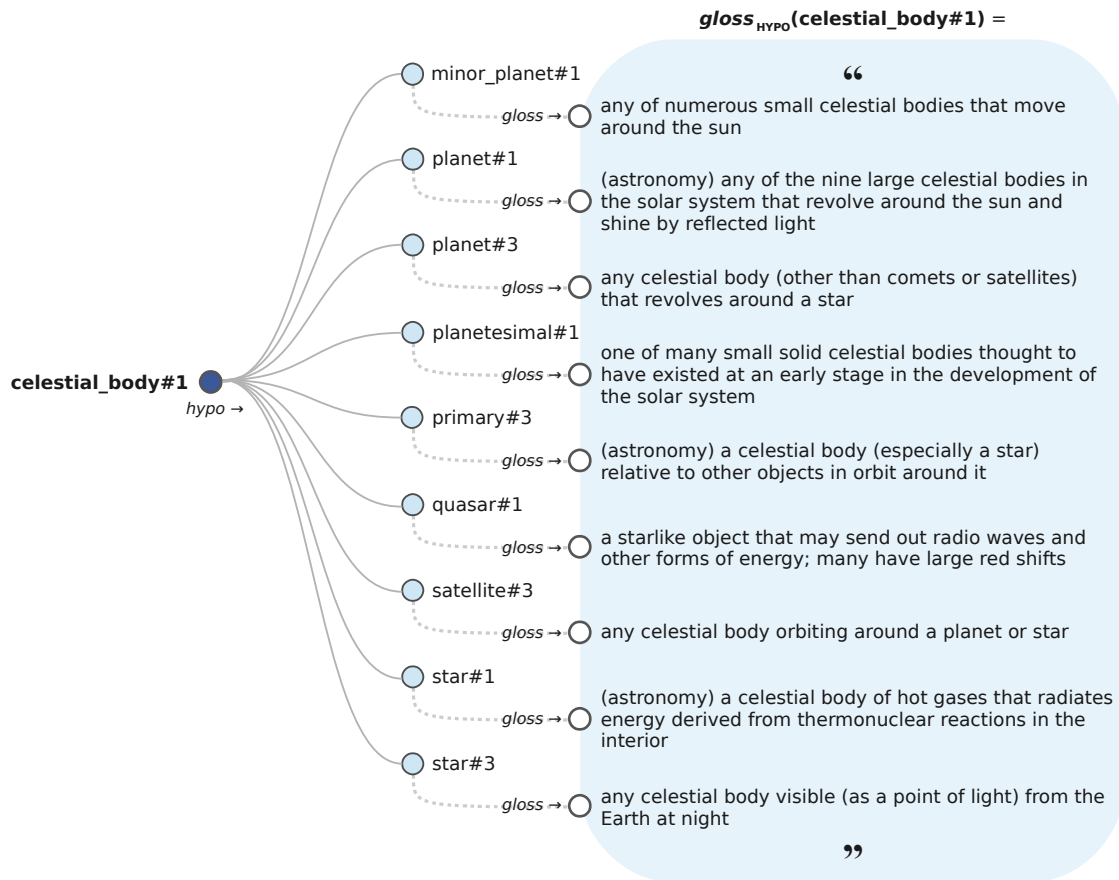 gloss HYPO(celestial_body#1) =
“
minor_planet#1
gloss →
any of numerous small celestial bodies that move
around the sun
planet#1
gloss →
(astronomy) any of the nine large celestial bodies in
the solar system that revolve around the sun and
shine by reflected light
planet#3
gloss →
any celestial body (other than comets or satellites)
that revolves around a star
planetesimal#1
gloss →
one of many small solid celestial bodies thought to
have existed at an early stage in the development of
the solar system
celestial_body#1
hypo →
primary#3
gloss →
(astronomy) a celestial body (especially a star)
relative to other objects in orbit around it
quasar#1
gloss →
a starlike object that may send out radio waves and
other forms of energy; many have large red shifts
satellite#3
gloss →
any celestial body orbiting around a planet or star
star#1
gloss →
(astronomy) a celestial body of hot gases that radiates
energy derived from thermonuclear reactions in the
interior
star#3
gloss →
any celestial body visible (as a point of light) from the
Earth at night
”